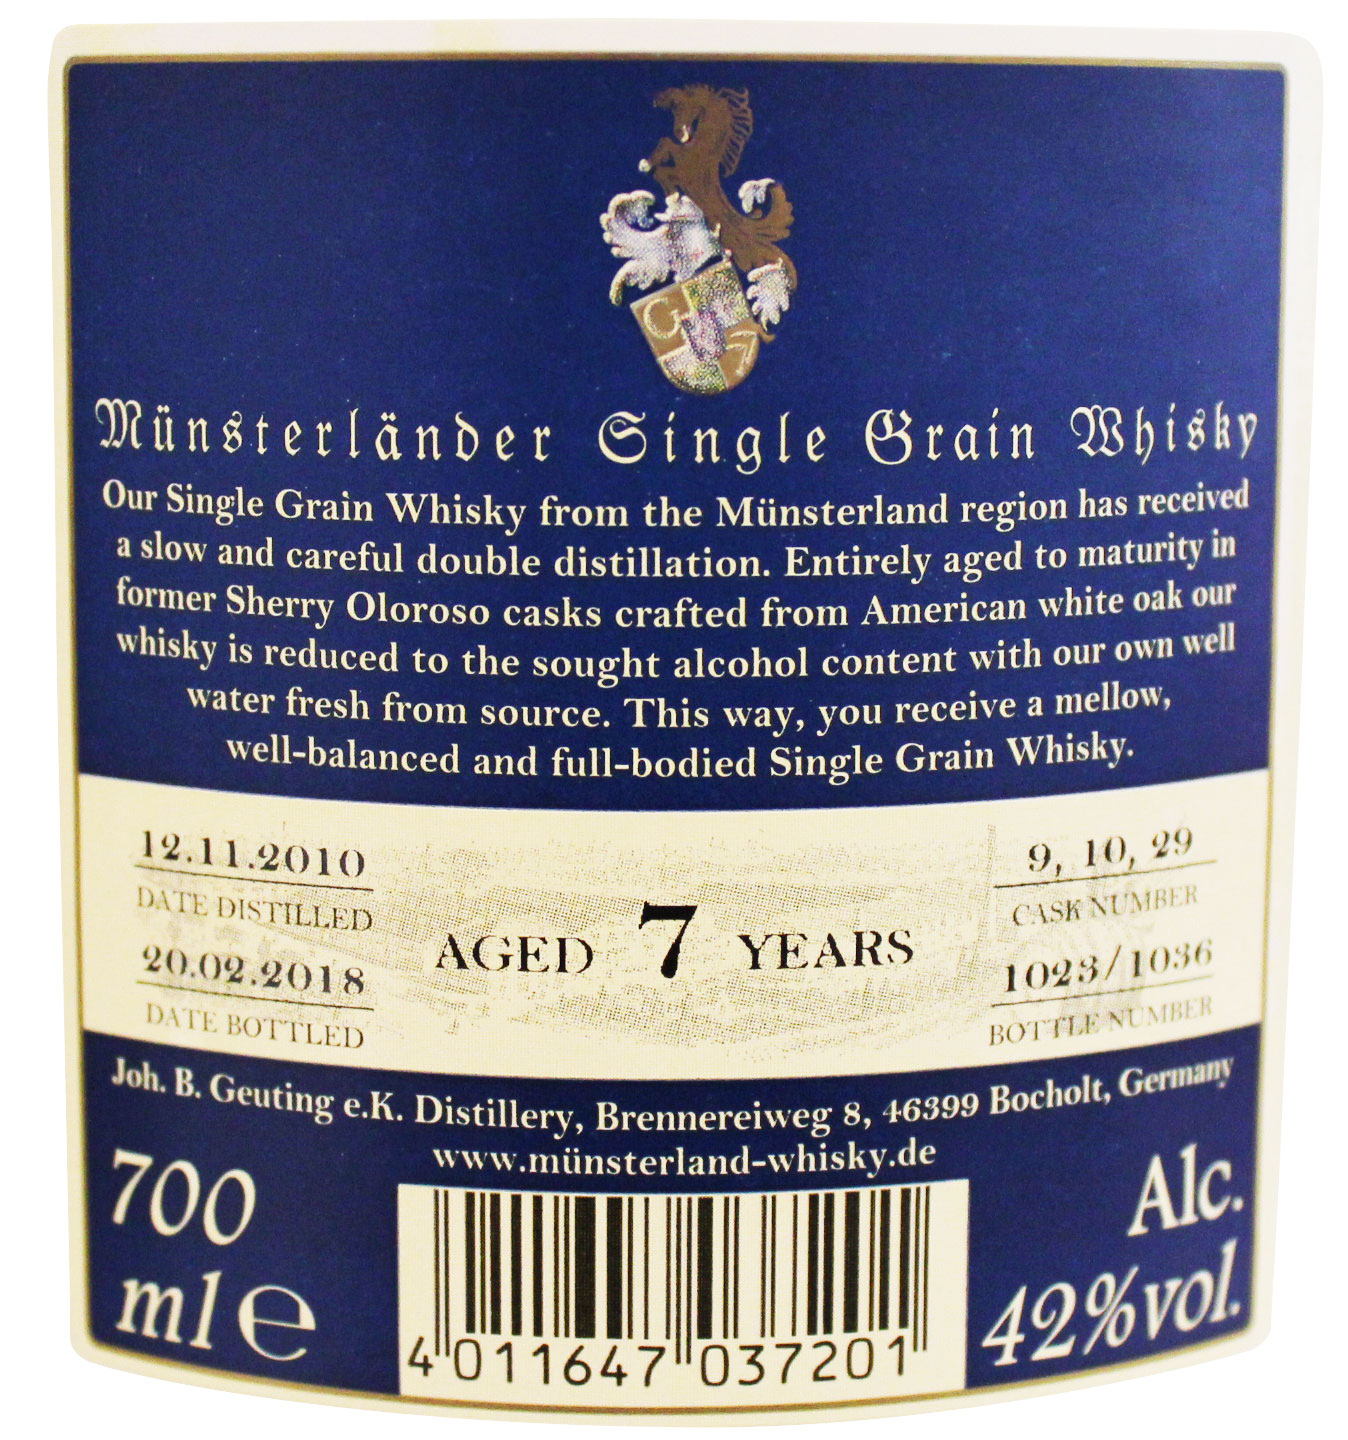 Münsterländer Single Grain Whisky
Our Single Grain Whisky from the Münsterland region has received
a slow and careful double distillation. Entirely aged to maturity in
former Sherry Oloroso casks crafted from American white oak our
whisky is reduced to the sought alcohol content with our own well
water fresh from source. This way, you receive a mellow,
well-balanced and full-bodied Single Grain Whisky.
12.11.2010
DATE DISTILLED
20.02.2018
DATE BOTTLED
AGED 7 YEARS
9, 10, 29
CASK NUMBER
1023/1036
BOTTLE NUMBER
Joh. B. Geuting e.K. Distillery, Brennereiweg 8, 46399 Bocholt, Germany
www.münsterland-whisky.de
700
ml e
4 011647 037201
Alc.
42%vol.